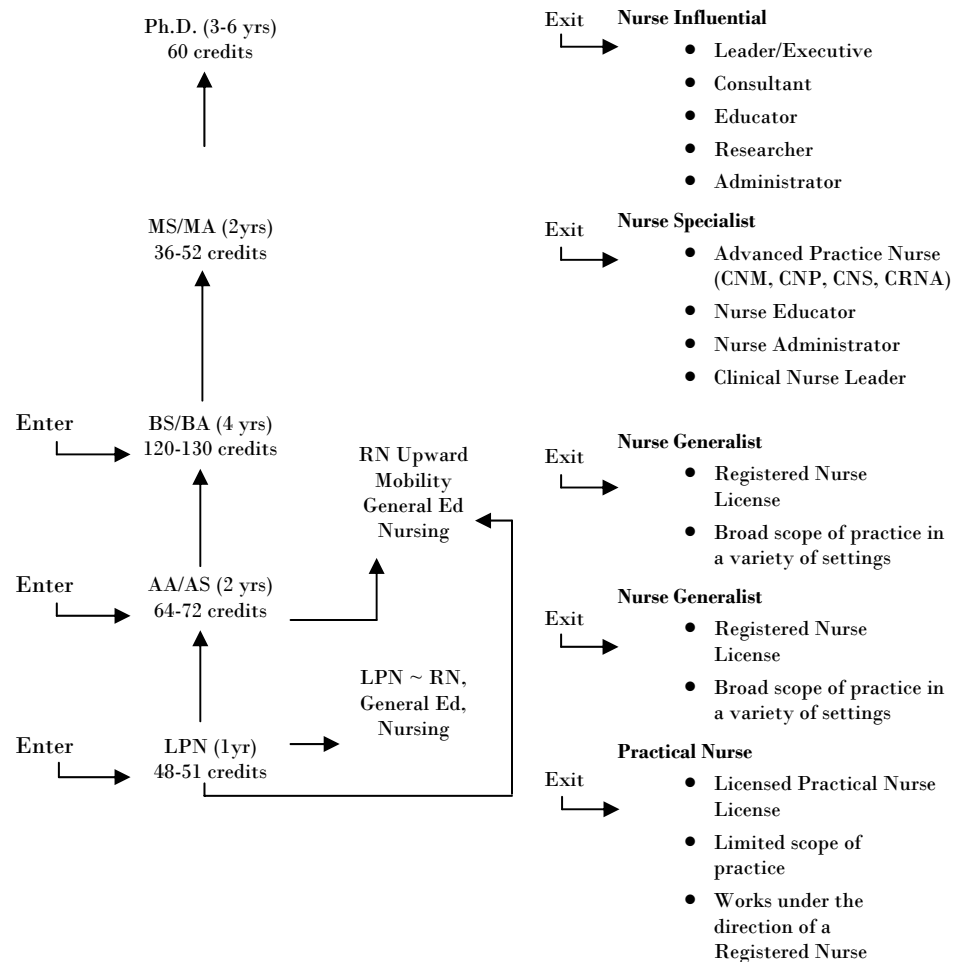 Ph.D. (3-6 yrs)
60 credits
Exit
Nurse Influential
• Leader/Executive
• Consultant
• Educator
• Researcher
• Administrator
MS/MA (2yrs)
36-52 credits
Exit
Nurse Specialist
• Advanced Practice Nurse
(CNM, CNP, CNS, CRNA)
• Nurse Educator
• Nurse Administrator
• Clinical Nurse Leader
Enter
BS/BA (4 yrs)
120-130 credits
RN Upward
Mobility
General Ed
Nursing
Exit
Nurse Generalist
• Registered Nurse
License
• Broad scope of practice in
a variety of settings
Enter
AA/AS (2 yrs)
64-72 credits
Exit
Nurse Generalist
• Registered Nurse
License
• Broad scope of practice in
a variety of settings
LPN ~ RN,
General Ed,
Nursing
Enter
LPN (1yr)
48-51 credits
Exit
Practical Nurse
• Licensed Practical Nurse
License
• Limited scope of
practice
• Works under the
direction of a
Registered Nurse